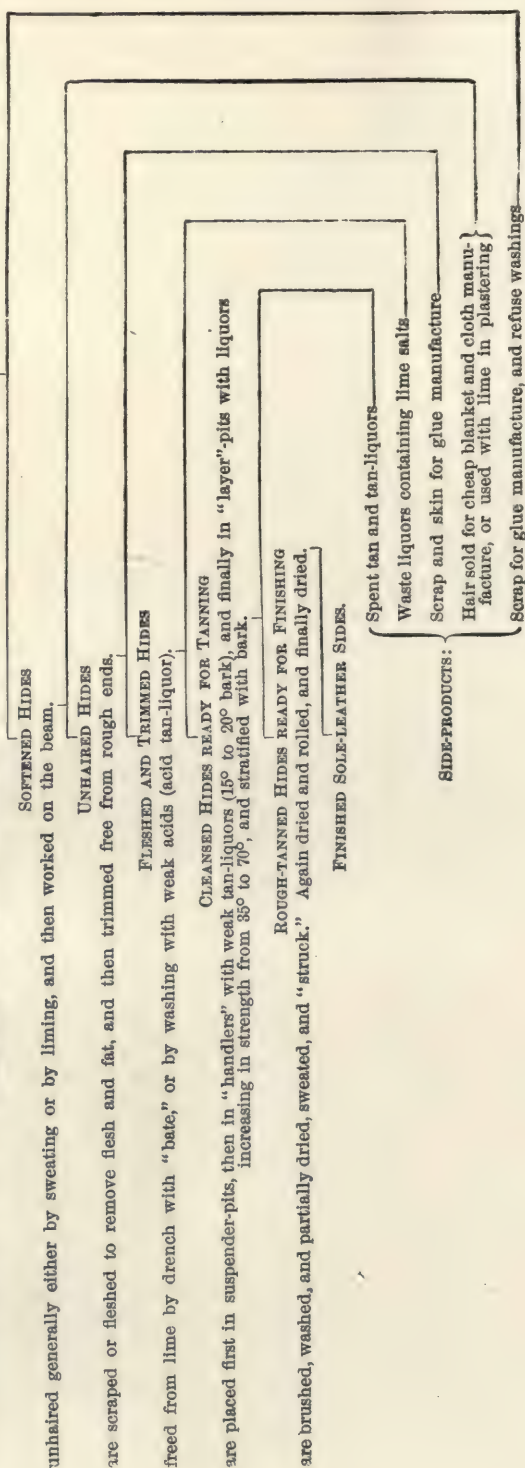 SOFTENED HIDES
unhaired generally either by sweating or by liming, and then worked on the beam.
UNHAIRED HIDES
are scraped or fleshed to remove flesh and fat, and then trimmed free from rough ends.
FLESHED AND TRIMMED HIDES
freed from lime by drench with "bate," or by washing with weak acids (acid tan-liquor).
CLEANSED HIDES READY FOR TANNING
are placed first in suspender-pits, then in "handlers" with weak tan-liquors (15° to 20° bark), and finally in "layer"-pits with liquors
increasing in strength from 35° to 70°, and stratified with bark.
ROUGH-TANNED HIDES READY FOR FINISHING
are brushed, washed, and partially dried, sweated, and "struck." Again dried and rolled, and finally dried.
FINISHED SOLE-LEATHER SIDES.
SIDE-PRODUCTS:
Spent tan and tan-liquors
Waste liquors containing lime salts
Scrap and skin for glue manufacture
Hair sold for cheap blanket and cloth manu-
facture, or used with lime in plastering
Scrap for glue manufacture, and refuse washings